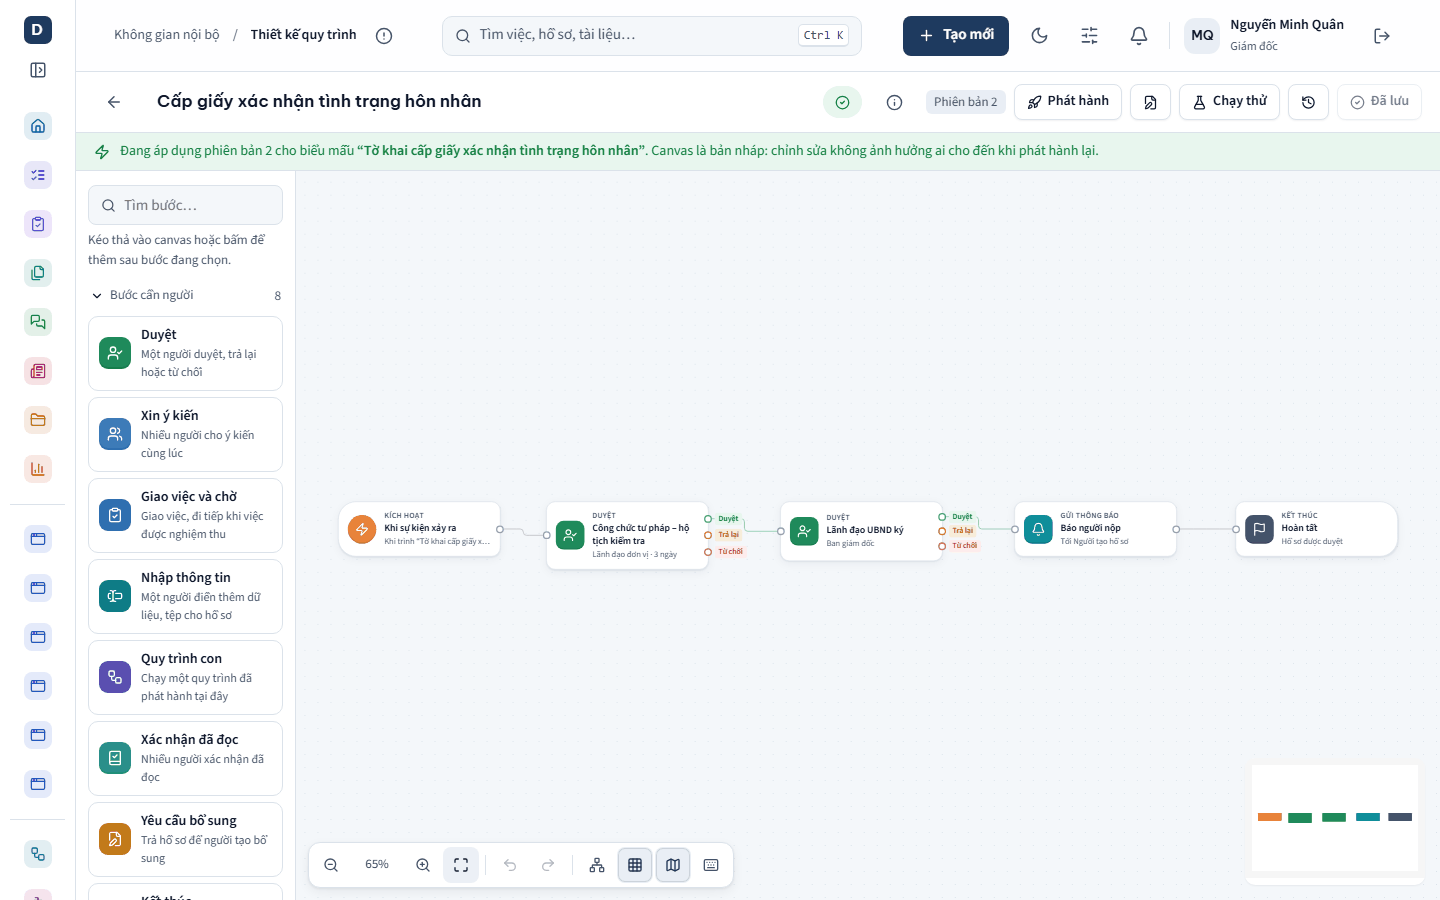 D
Không gian nội bộ / Thiết kế quy trình
Tìm việc, hồ sơ, tài liệu…
Ctrl K
Tạo mới
MQ
Nguyễn Minh Quân
Giám đốc
Cấp giấy xác nhận tình trạng hôn nhân
Phiên bản 2
Phát hành
Chạy thử
Đã lưu
Đang áp dụng phiên bản 2 cho biểu mẫu “Tờ khai cấp giấy xác nhận tình trạng hôn nhân”. Canvas là bản nháp: chỉnh sửa không ảnh hưởng ai cho đến khi phát hành lại.
Tìm bước…
Kéo thả vào canvas hoặc bấm để
thêm sau bước đang chọn.
Bước cần người
8
Duyệt
Một người duyệt, trả lại
hoặc từ chối
Xin ý kiến
Nhiều người cho ý kiến
cùng lúc
Giao việc và chờ
Giao việc, đi tiếp khi việc
được nghiệm thu
Nhập thông tin
Một người điền thêm dữ
liệu, tệp cho hồ sơ
Quy trình con
Chạy một quy trình đã
phát hành tại đây
Xác nhận đã đọc
Nhiều người xác nhận đã
đọc
Yêu cầu bổ sung
Trả hồ sơ để người tạo bổ
sung
Kết thúc
KÍCH HOẠT
Khi sự kiện xảy ra
Khi trình “Tờ khai cấp giấy x…
DUYỆT
Công chức tư pháp – hộ
tịch kiểm tra
Lãnh đạo đơn vị · 3 ngày
Duyệt
Trả lại
Từ chối
DUYỆT
Lãnh đạo UBND ký
Ban giám đốc
Duyệt
Trả lại
Từ chối
GỬI THÔNG BÁO
Báo người nộp
Tới Người tạo hồ sơ
KẾT THÚC
Hoàn tất
Hồ sơ được duyệt
65%